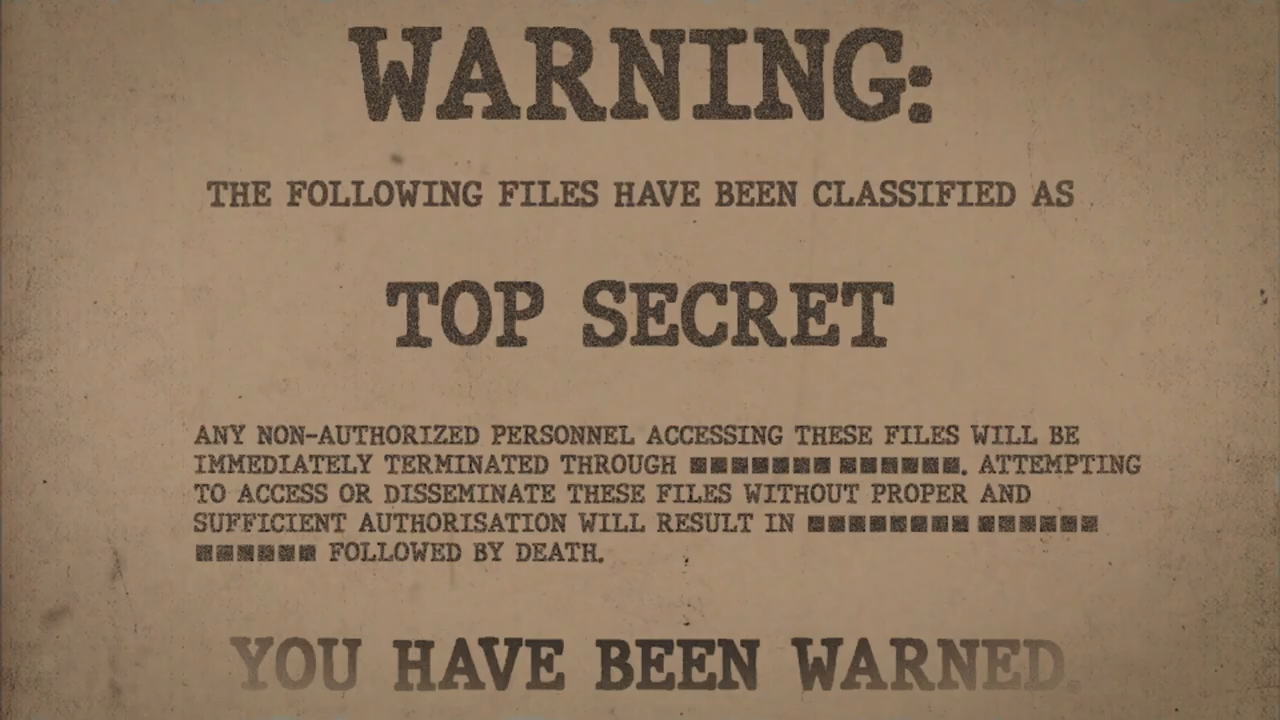 WARNING:
THE FOLLOWING FILES HAVE BEEN CLASSIFIED AS
TOP SECRET
ANY NON-AUTHORIZED PERSONNEL ACCESSING THESE FILES WILL BE
IMMEDIATELY TERMINATED THROUGH ■■■■■■■ ■■■■■■. ATTEMPTING
TO ACCESS OR DISSEMINATE THESE FILES WITHOUT PROPER AND
SUFFICIENT AUTHORISATION WILL RESULT IN ■■■■■■■■ ■■■■■■
■■■■■■ FOLLOWED BY DEATH.
YOU HAVE BEEN WARNED.